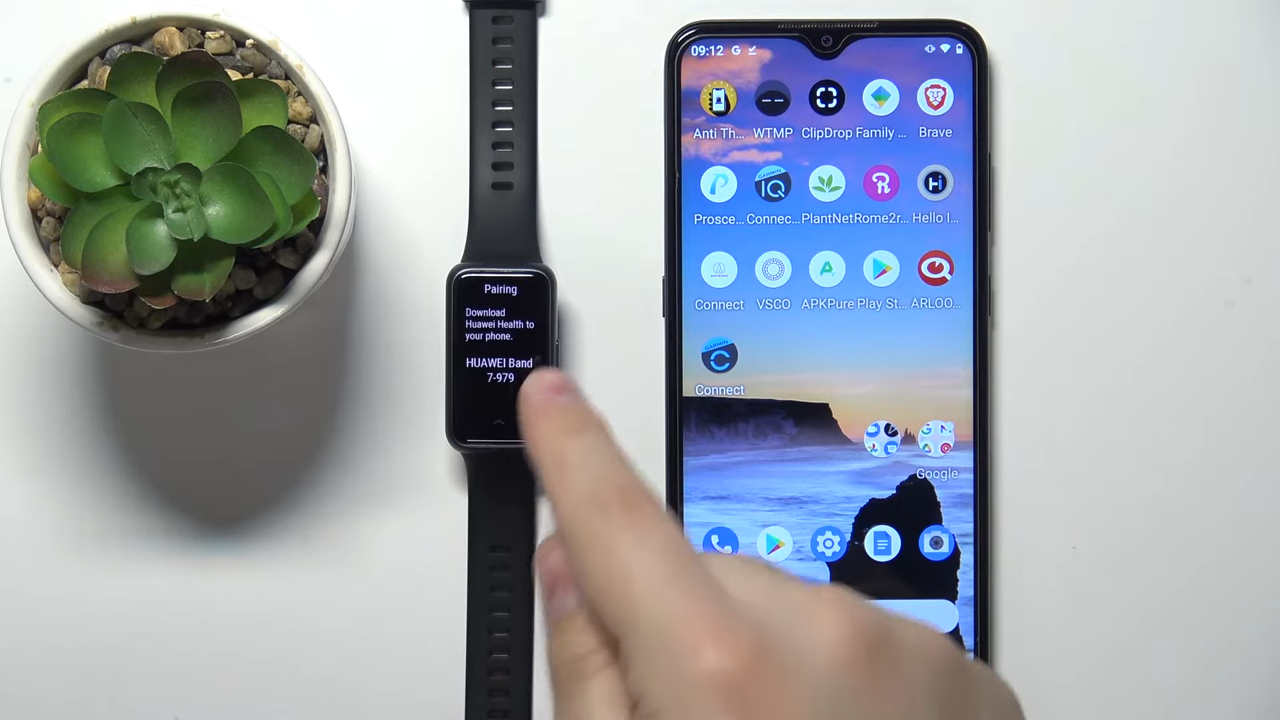 Pairing
Download
Huawei Health to
your phone.
HUAWEI Band
7-979
09:12 G
Anti Th... WTMP ClipDrop Family ... Brave
Prosce... Connec... PlantNet Rome2r... Hello I...
Connect VSCO APKPure Play St... ARLOO...
Connect
Google